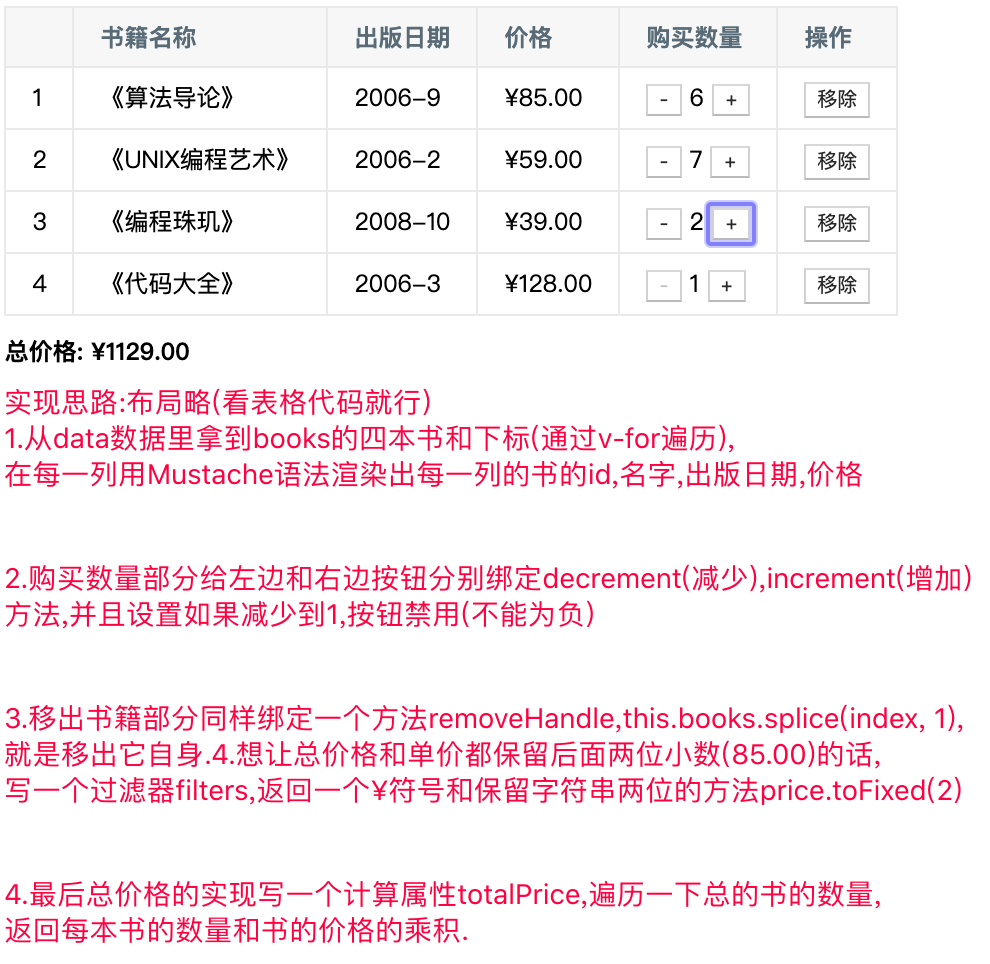 书籍名称 出版日期 价格 购买数量 操作
1 《算法导论》 2006-9 ¥85.00 - 6 + 移除
2 《UNIX编程艺术》 2006-2 ¥59.00 - 7 + 移除
3 《编程珠玑》 2008-10 ¥39.00 - 2 + 移除
4 《代码大全》 2006-3 ¥128.00 - 1 + 移除
总价格: ¥1129.00
实现思路:布局略(看表格代码就行)
1.从data数据里拿到books的四本书和下标(通过v-for遍历),
在每一列用Mustache语法渲染出每一列的书的id,名字,出版日期,价格
2.购买数量部分给左边和右边按钮分别绑定decrement(减少),increment(增加)
方法,并且设置如果减少到1,按钮禁用(不能为负)
3.移出书籍部分同样绑定一个方法removeHandle,this.books.splice(index, 1),
就是移出它自身.4.想让总价格和单价都保留后面两位小数(85.00)的话,
写一个过滤器filters,返回一个¥符号和保留字符串两位的方法price.toFixed(2)
4.最后总价格的实现写一个计算属性totalPrice,遍历一下总的书的数量,
返回每本书的数量和书的价格的乘积.